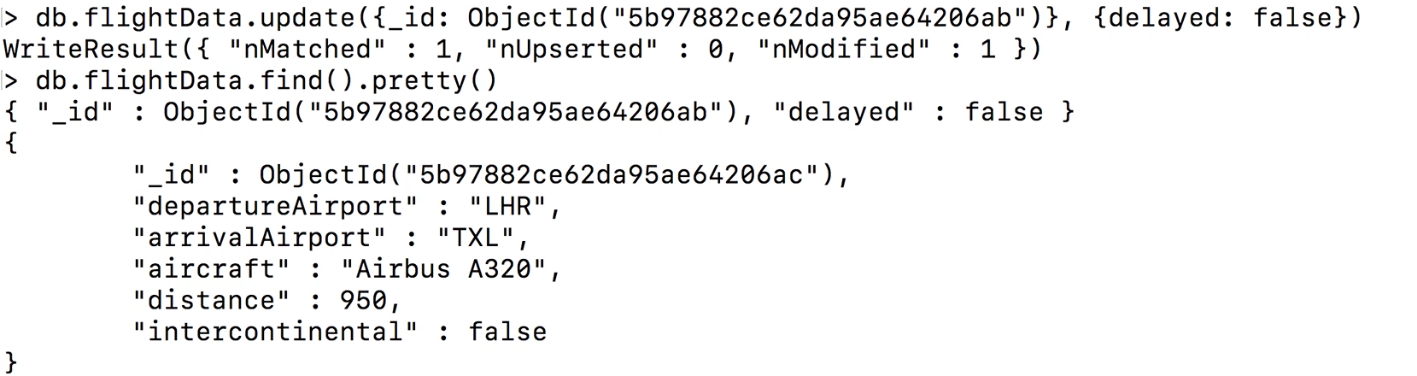 > db.flightData.update({_id: ObjectId("5b97882ce62da95ae64206ab")}, {delayed: false})
WriteResult({ "nMatched" : 1, "nUpserted" : 0, "nModified" : 1 })
> db.flightData.find().pretty()
{ "_id" : ObjectId("5b97882ce62da95ae64206ab"), "delayed" : false }
{
        "_id" : ObjectId("5b97882ce62da95ae64206ac"),
        "departureAirport" : "LHR",
        "arrivalAirport" : "TXL",
        "aircraft" : "Airbus A320",
        "distance" : 950,
        "intercontinental" : false
}